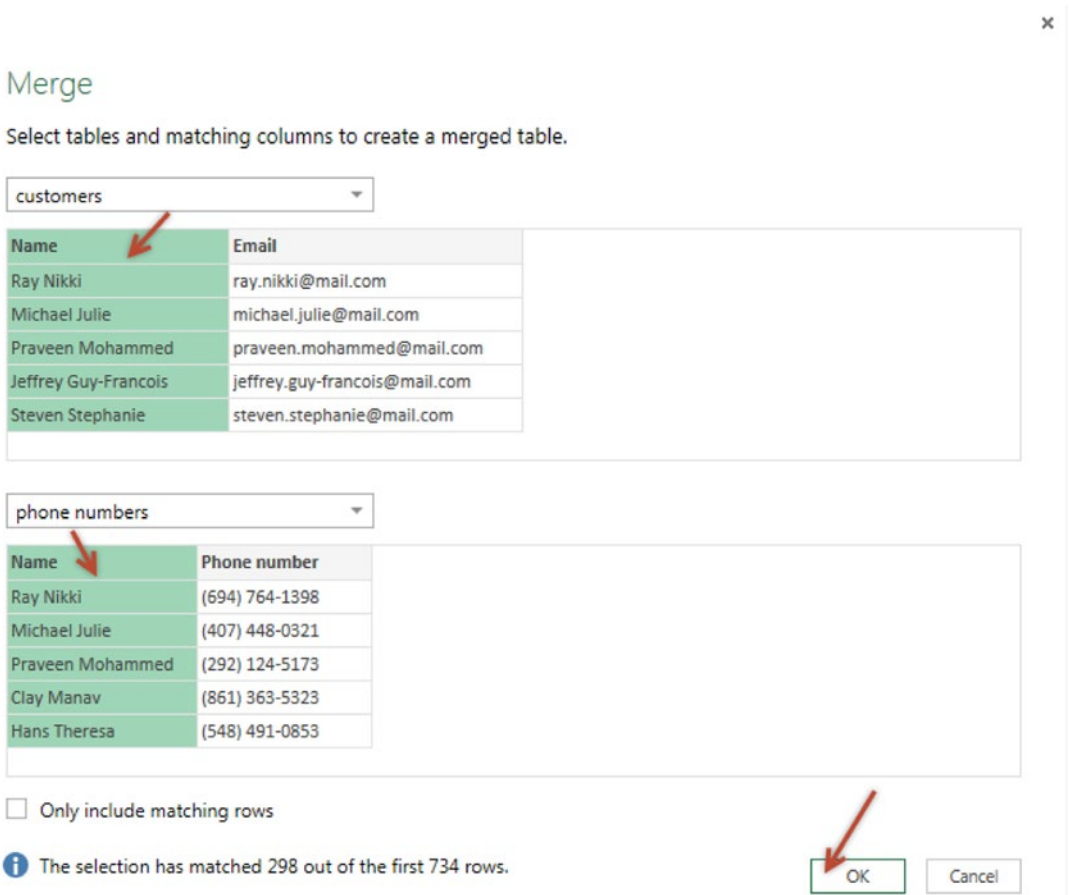 Merge
Select tables and matching columns to create a merged table.
customers
Name Email
Ray Nikki ray.nikki@mail.com
Michael Julie michael.julie@mail.com
Praveen Mohammed praveen.mohammed@mail.com
Jeffrey Guy-Francois jeffrey.guy-francois@mail.com
Steven Stephanie steven.stephanie@mail.com
phone numbers
Name Phone number
Ray Nikki (694) 764-1398
Michael Julie (407) 448-0321
Praveen Mohammed (292) 124-5173
Clay Manav (861) 363-5323
Hans Theresa (548) 491-0853
Only include matching rows
The selection has matched 298 out of the first 734 rows.
OK Cancel